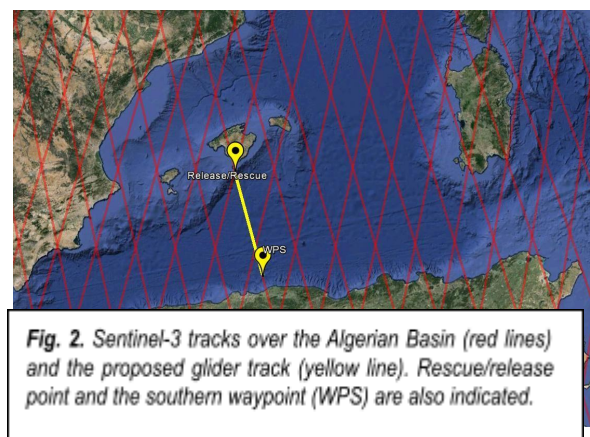 Release/Rescue
WPS
Fig. 2. Sentinel-3 tracks over the Algerian Basin (red lines)
and the proposed glider track (yellow line). Rescue/release
point and the southern waypoint (WPS) are also indicated.